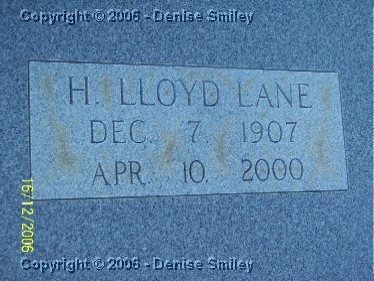 Copyright © 2006 - Denise Smiley
H. LLOYD LANE
DEC. 7. 1907
APR. 10. 2000
16/12/2006
Copyright © 2006 - Denise Smiley